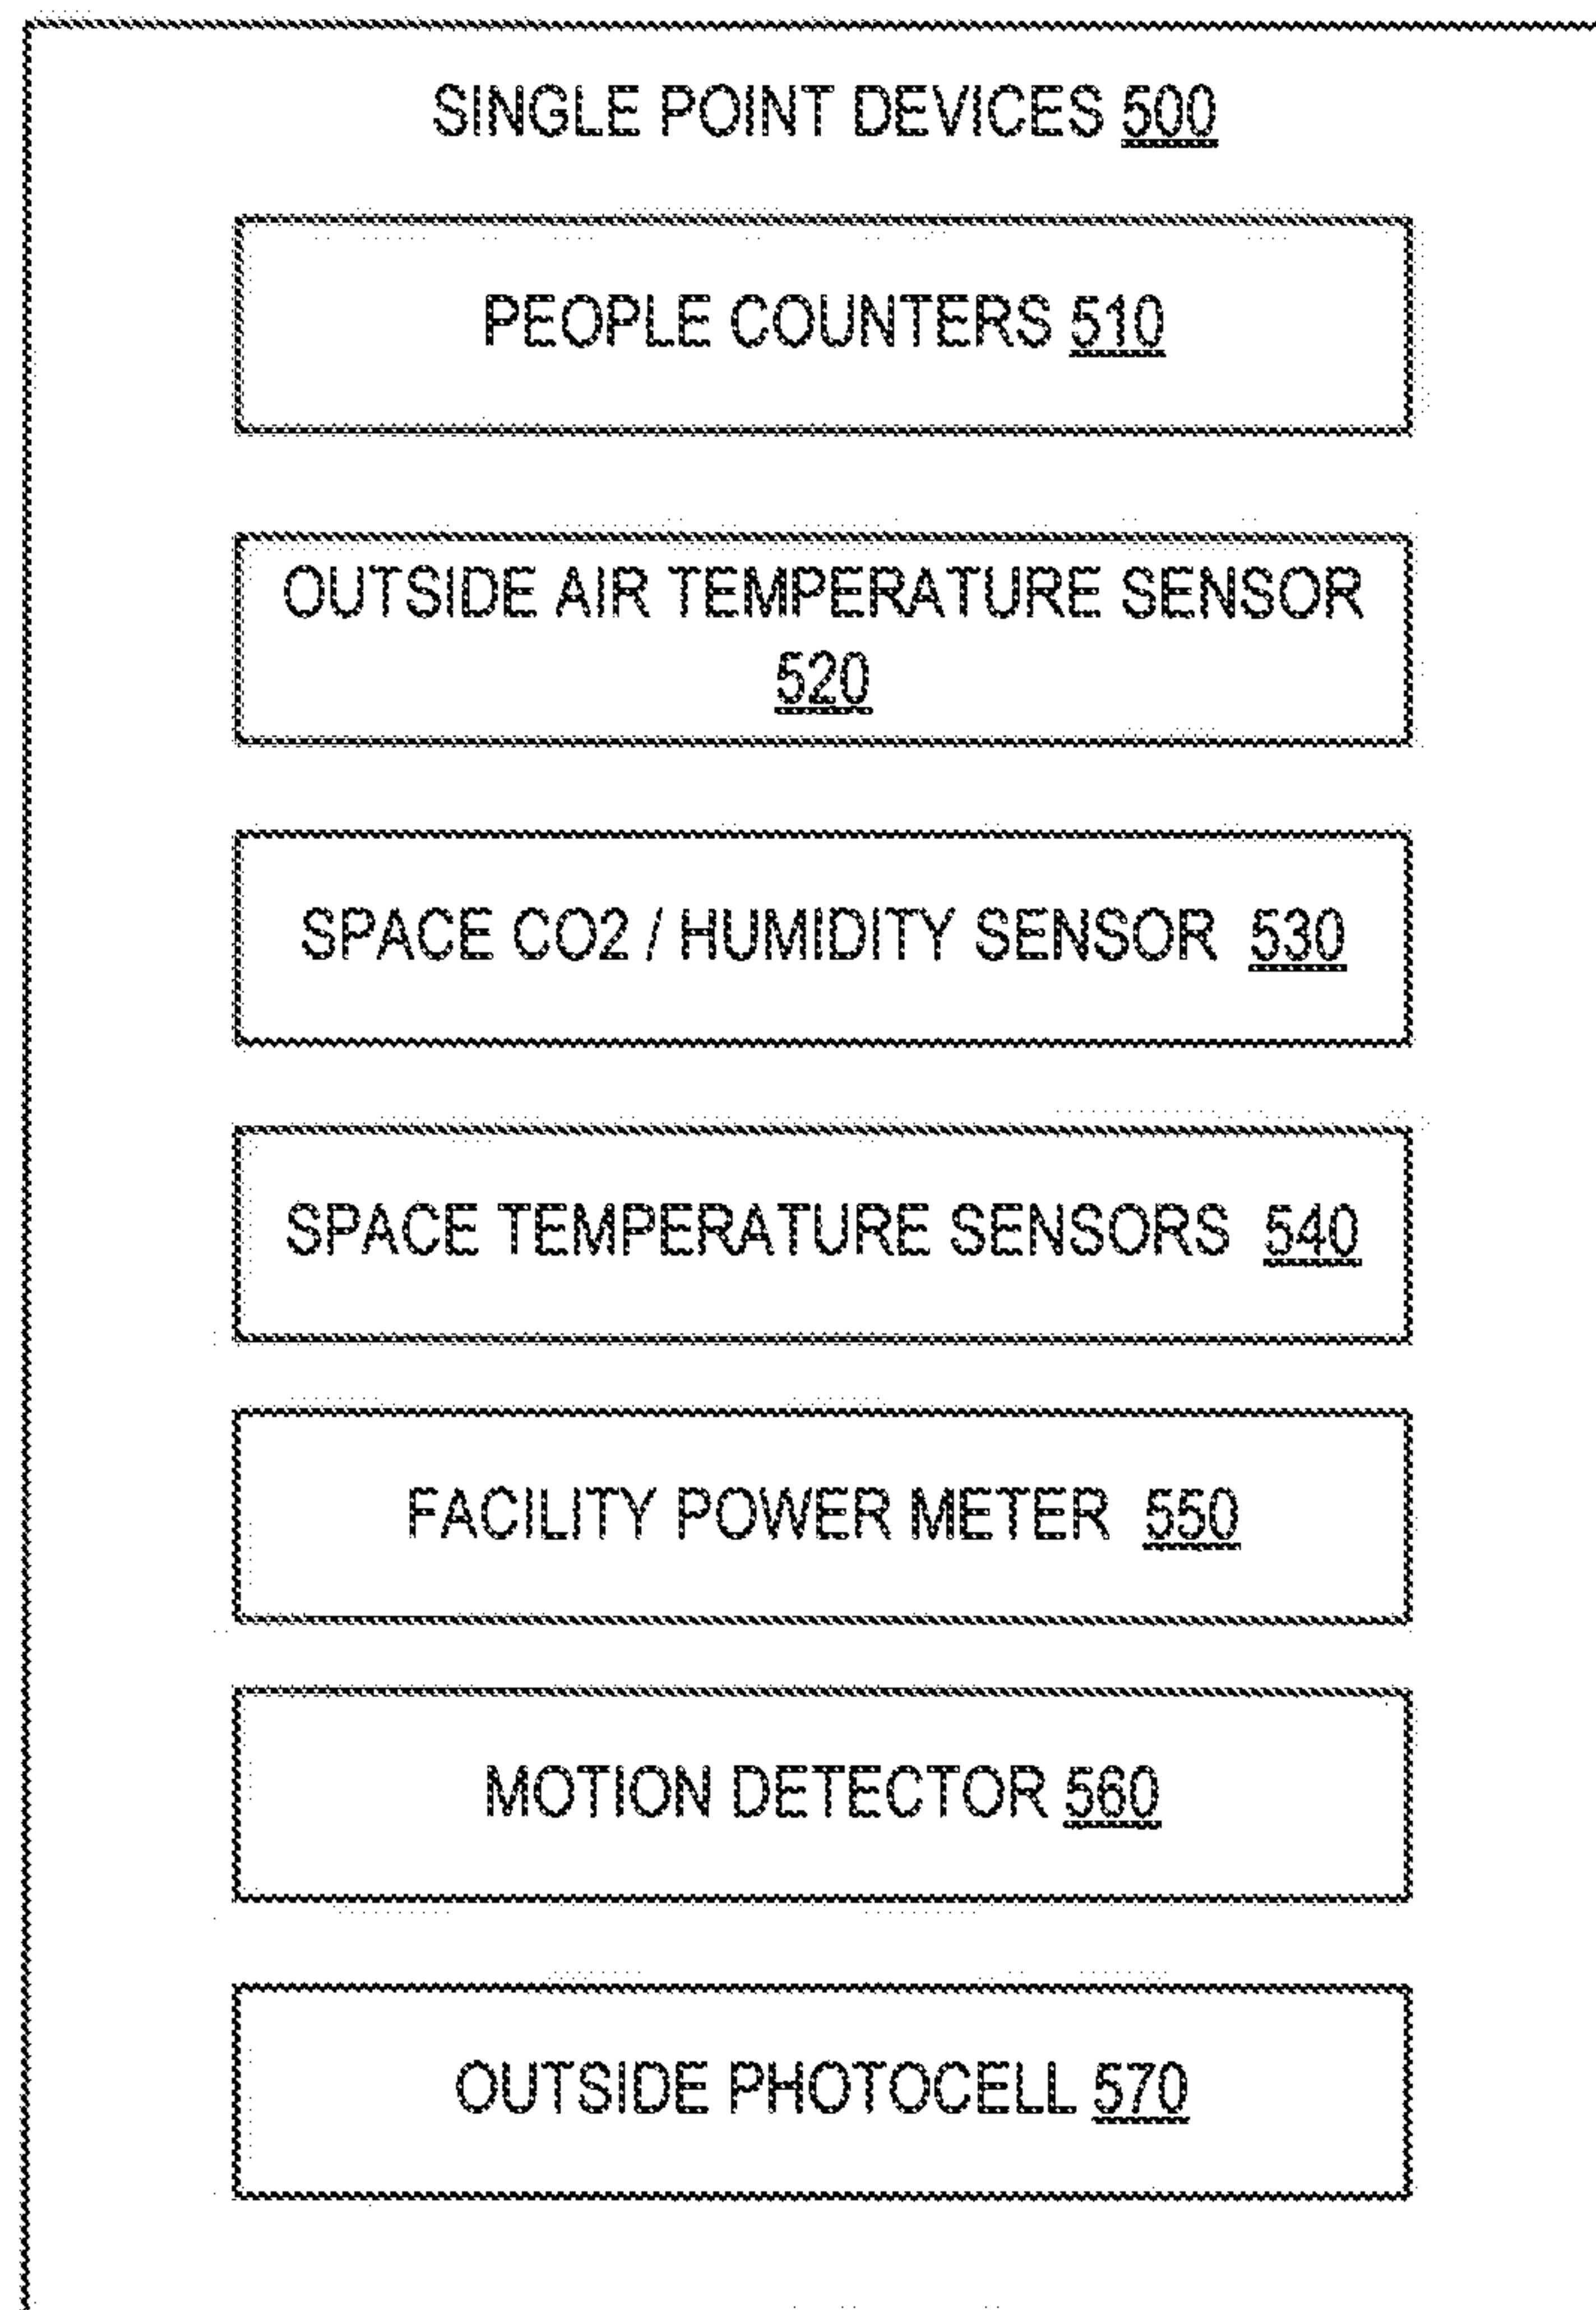 SINGLE POINT DEVICES 500
PEOPLE COUNTERS 510
OUTSIDE AIR TEMPERATURE SENSOR
520
SPACE CO2 / HUMIDITY SENSOR 530
SPACE TEMPERATURE SENSORS 540
FACILITY POWER METER 550
MOTION DETECTOR 560
OUTSIDE PHOTOCELL 570